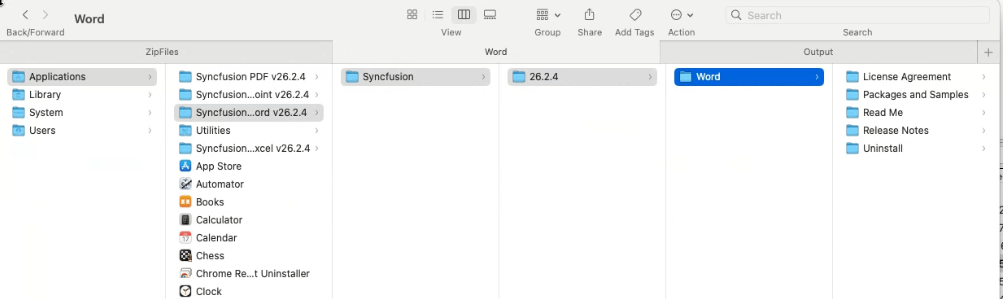 Word
Search
Back/Forward
View
Group
Share
Add Tags
Action
Search
ZipFiles
Word
Output
Applications
Library
System
Users
Syncfusion PDF v26.2.4
Syncfusion...oint v26.2.4
Syncfusion...ord v26.2.4
Utilities
Syncfusion...xcel v26.2.4
App Store
Automator
Books
Calculator
Calendar
Chess
Chrome Re...t Uninstaller
Clock
Syncfusion
26.2.4
Word
License Agreement
Packages and Samples
Read Me
Release Notes
Uninstall